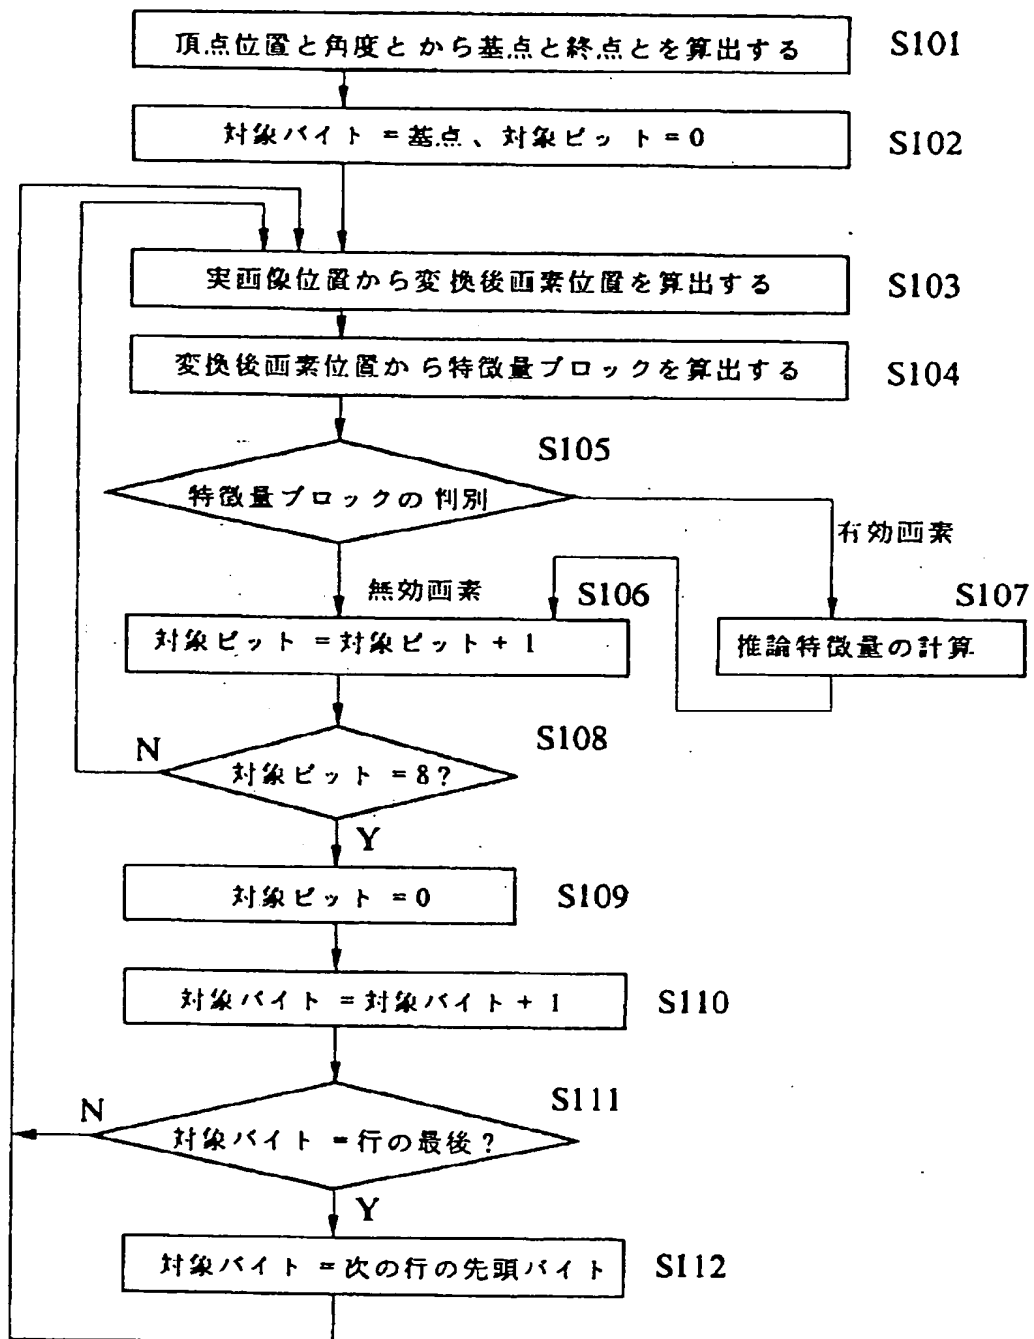 頂点位置と角度とから基点と終点とを算出する
S101
対象バイト=基点、対象ビット=0
S102
実画像位置から変換後画素位置を算出する
S103
変換後画素位置から特徴量ブロックを算出する
S104
S105
特徴量ブロックの判別
有効画素
無効画素
S106
S107
対象ビット=対象ビット+1
推論特徴量の計算
S108
N
対象ビット=8?
Y
対象ビット=0
S109
対象バイト=対象バイト+1
S110
S111
N
対象バイト=行の最後?
Y
対象バイト=次の行の先頭バイト
S112